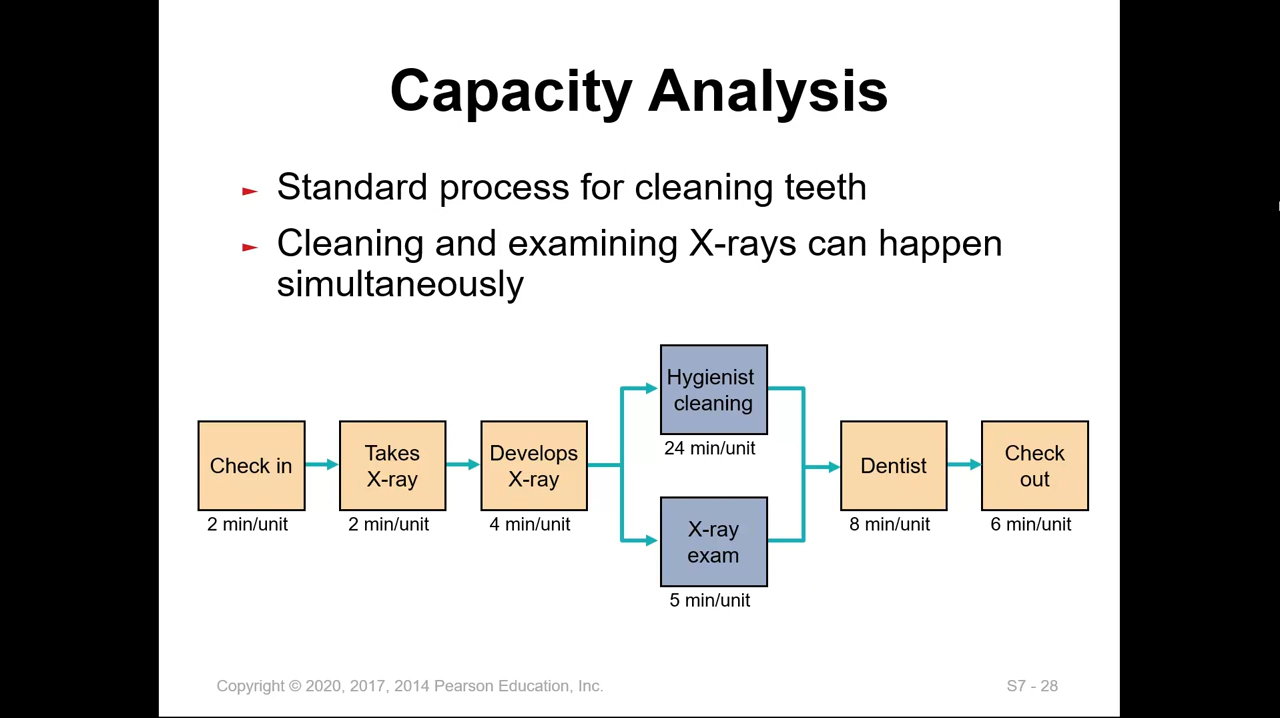 Capacity Analysis
Standard process for cleaning teeth
Cleaning and examining X-rays can happen
simultaneously
Check in
2 min/unit
Takes
X-ray
2 min/unit
Develops
X-ray
4 min/unit
Hygienist
cleaning
24 min/unit
X-ray
exam
5 min/unit
Dentist
8 min/unit
Check
out
6 min/unit
Copyright © 2020, 2017, 2014 Pearson Education, Inc.
S7 - 28